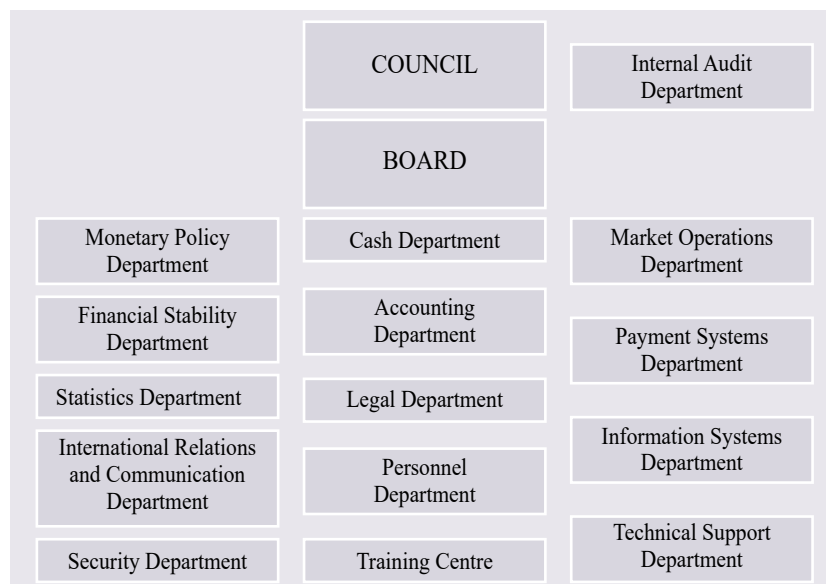 COUNCIL
Internal Audit
Department
BOARD
Monetary Policy
Department
Cash Department
Market Operations
Department
Financial Stability
Department
Accounting
Department
Payment Systems
Department
Statistics Department
Legal Department
Information Systems
Department
International Relations
and Communication
Department
Personnel
Department
Technical Support
Department
Security Department
Training Centre